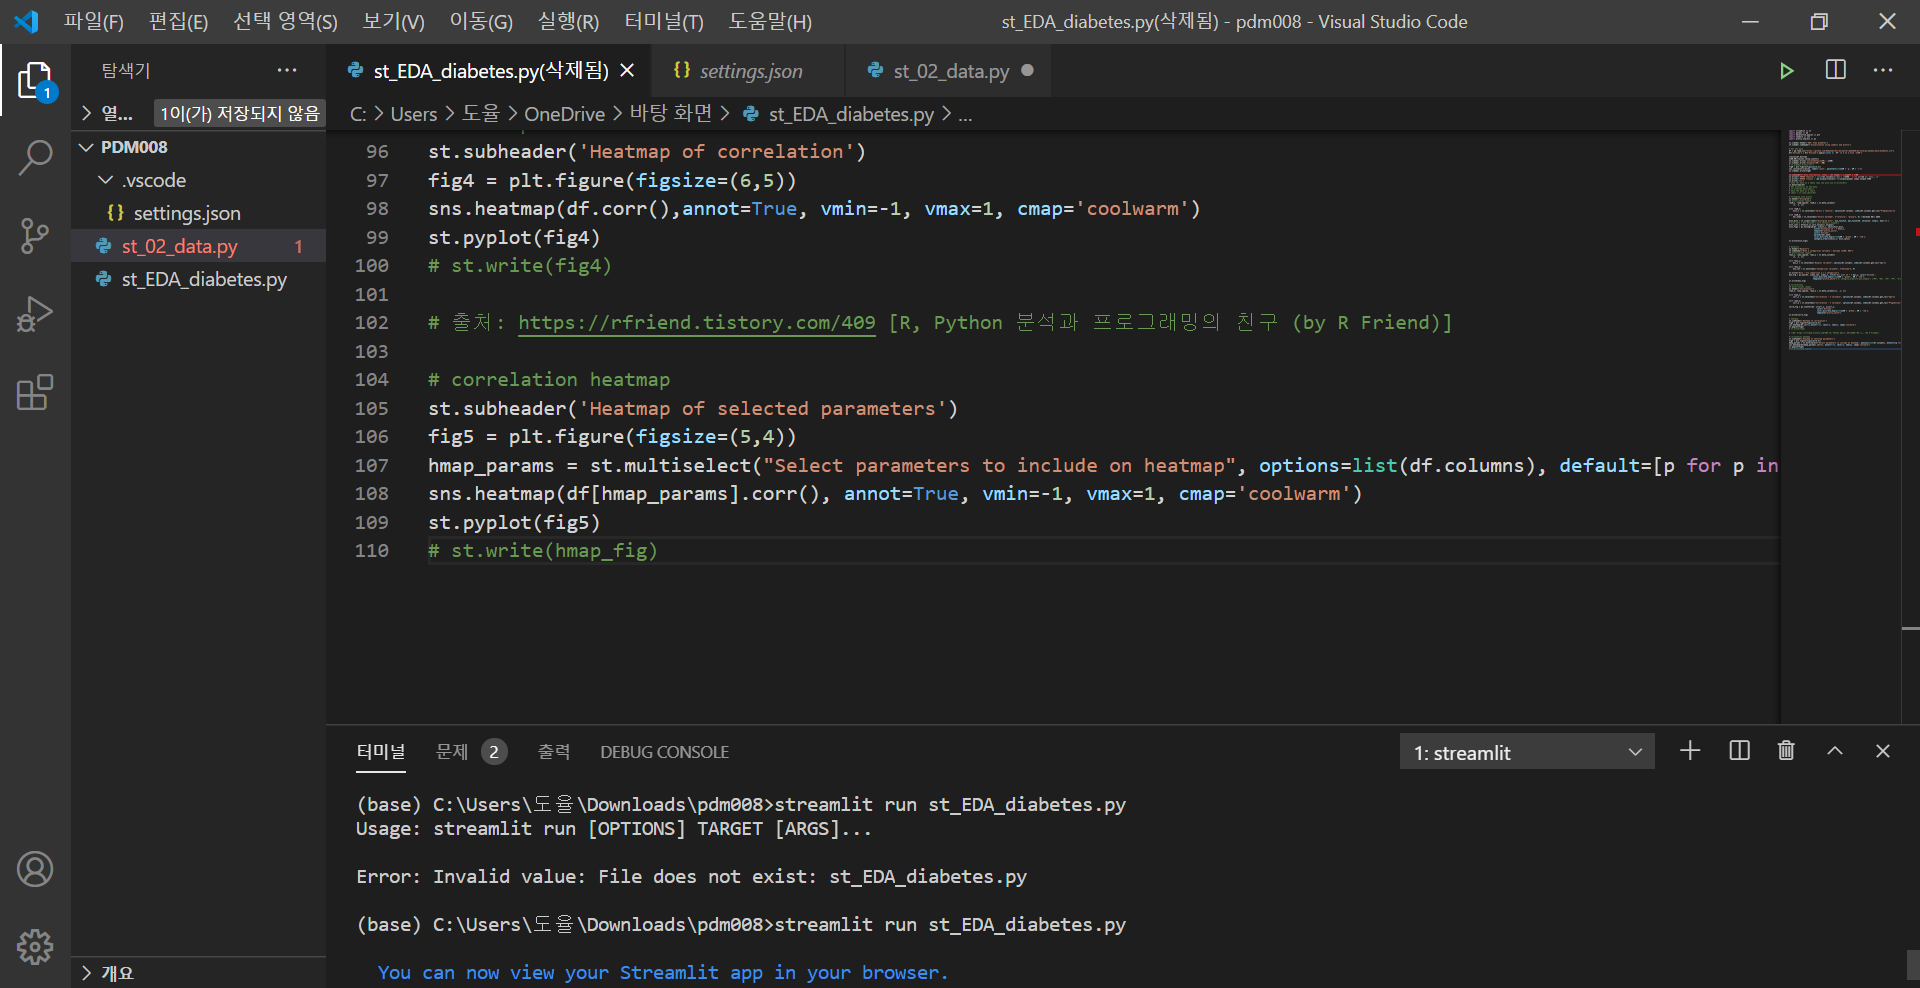 파일(F) 편집(E) 선택 영역(S) 보기(V) 이동(G) 실행(R) 터미널(T) 도움말(H) st_EDA_diabetes.py(삭제됨) - pdm008 - Visual Studio Code
탐색기 ··· st_EDA_diabetes.py(삭제됨) {} settings.json st_02_data.py
1
열... 1이(가) 저장되지 않음 C: > Users > 도율 > OneDrive > 바탕 화면 > st_EDA_diabetes.py > ...
PDM008
.vscode
{} settings.json
st_02_data.py 1
st_EDA_diabetes.py
96 st.subheader('Heatmap of correlation')
97 fig4 = plt.figure(figsize=(6,5))
98 sns.heatmap(df.corr(),annot=True, vmin=-1, vmax=1, cmap='coolwarm')
99 st.pyplot(fig4)
100 # st.write(fig4)
101
102 # 출처: https://rfriend.tistory.com/409 [R, Python 분석과 프로그래밍의 친구 (by R Friend)]
103
104 # correlation heatmap
105 st.subheader('Heatmap of selected parameters')
106 fig5 = plt.figure(figsize=(5,4))
107 hmap_params = st.multiselect("Select parameters to include on heatmap", options=list(df.columns), default=[p for p in
108 sns.heatmap(df[hmap_params].corr(), annot=True, vmin=-1, vmax=1, cmap='coolwarm')
109 st.pyplot(fig5)
110 # st.write(hmap_fig)
터미널 문제 2 출력 DEBUG CONSOLE 1: streamlit
(base) C:\Users\도율\Downloads\pdm008>streamlit run st_EDA_diabetes.py
Usage: streamlit run [OPTIONS] TARGET [ARGS]...
Error: Invalid value: File does not exist: st_EDA_diabetes.py
(base) C:\Users\도율\Downloads\pdm008>streamlit run st_EDA_diabetes.py
You can now view your Streamlit app in your browser.
개요